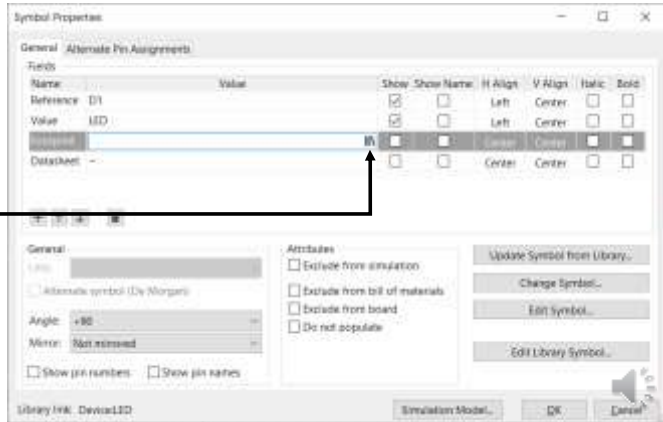 Symbol Properties
General Alternate Pin Assignments
Fields
Name Value Show Show Name H Align V Align Italic Bold
Reference D1 Left Center
Value LED Left Center
Center Center
Datasheet ~ Center Center
General
Alternate symbol (De Morgan)
Angle: +90
Mirror: Not mirrored
Show pin numbers Show pin names
Attributes
Exclude from simulation
Exclude from bill of materials
Exclude from board
Do not populate
Update Symbol from Library...
Change Symbol...
Edit Symbol...
Edit Library Symbol...
Library link: Device:LED
Simulation Model...
OK
Cancel